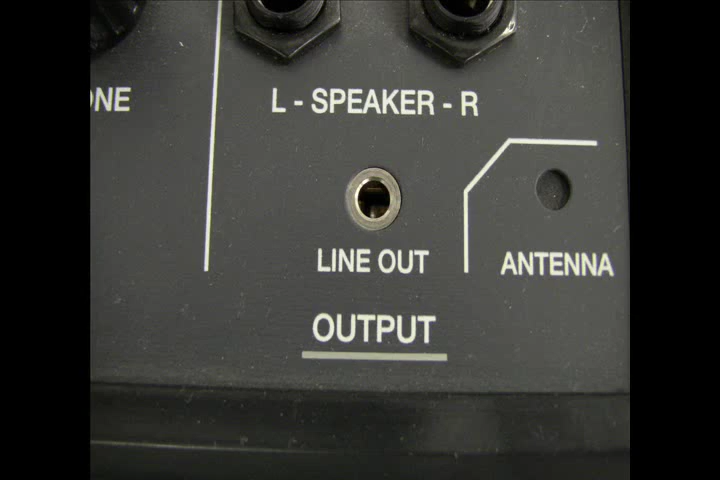 ONE
L - SPEAKER - R
LINE OUT
ANTENNA
OUTPUT